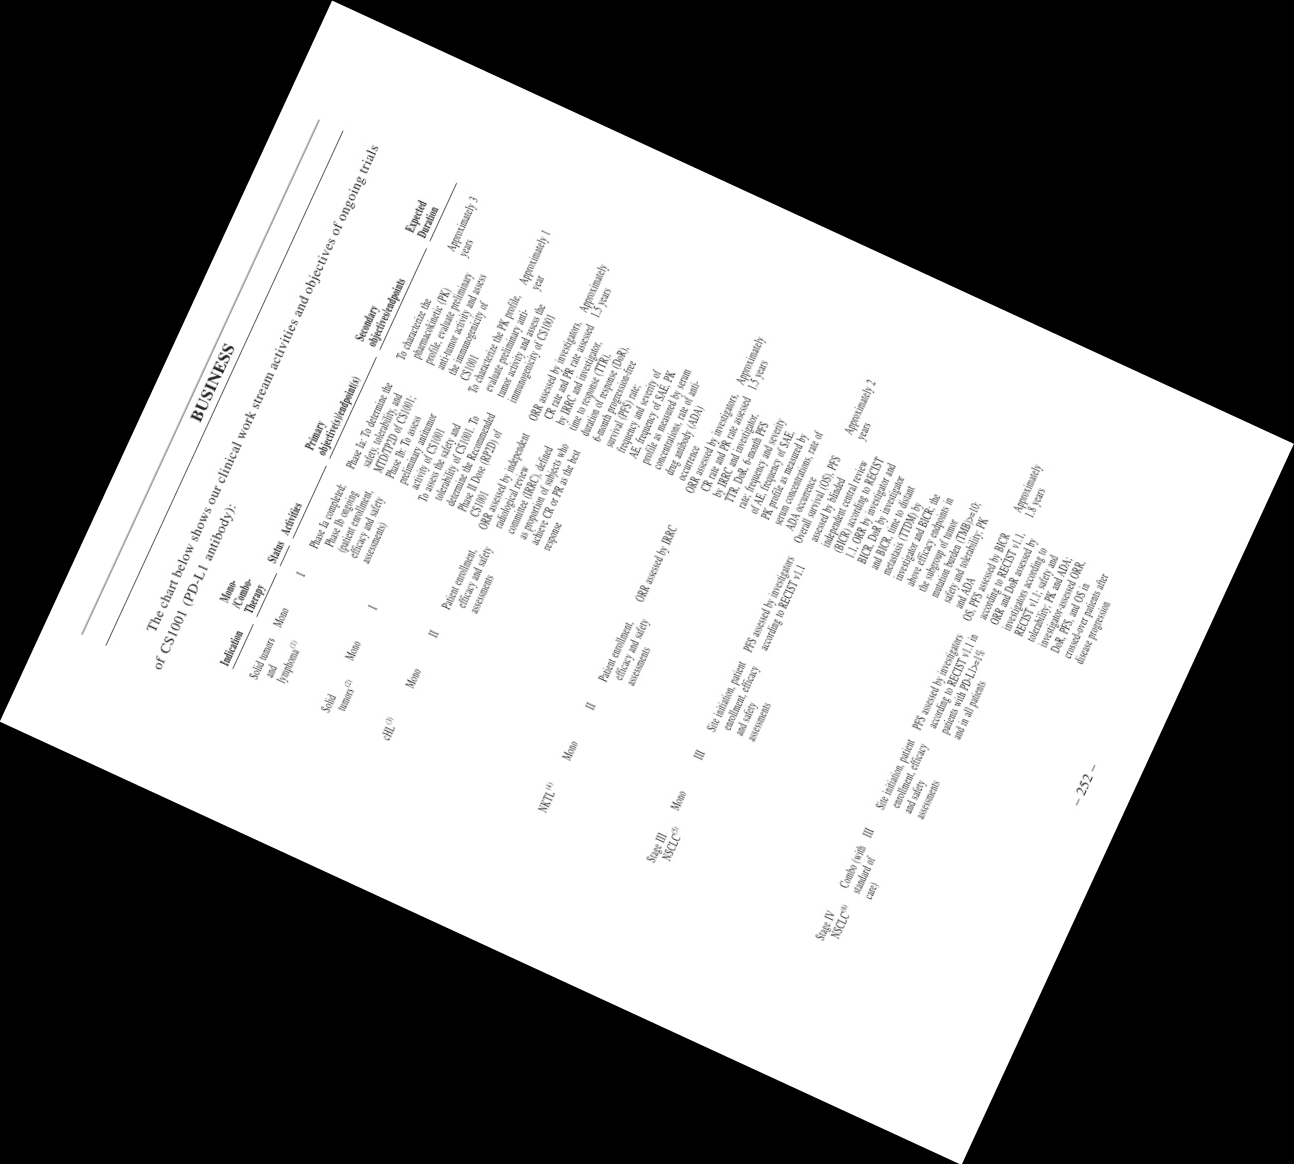 BUSINESS
The chart below shows our clinical work stream activities and objectives of ongoing trials
of CS1001 (PD-L1 antibody):
Indication
Mono-
/Combo-
Therapy
Status
Activities
Primary
objective(s)/endpoint(s)
Secondary
objectives/endpoints
Expected
Duration
Solid tumors
and
lymphoma(1)
Mono
I
Phase Ia completed;
Phase Ib ongoing
(patient enrollment,
efficacy and safety
assessments)
Phase Ia: To determine the
safety, tolerability, and
MTD/TP2D of CS1001;
Phase Ib: To assess
preliminary antitumor
activity of CS1001
To characterize the
pharmacokinetic (PK)
profile, evaluate preliminary
anti-tumor activity and assess
the immunogenicity of
CS1001
Approximately 3
years
Solid
tumors (2)
Mono
I
Patient enrollment,
efficacy and safety
assessments
To assess the safety and
tolerability of CS1001. To
determine the Recommended
Phase II Dose (RP2D) of
CS1001
To characterize the PK profile,
evaluate preliminary anti-
tumor activity and assess the
immunogenicity of CS1001
Approximately 1
year
cHL (3)
Mono
II
ORR assessed by independent
radiological review
committee (IRRC), defined
as proportion of subjects who
achieve CR or PR as the best
response
ORR assessed by investigators,
CR rate and PR rate assessed
by IRRC and investigator,
time to response (TTR),
duration of response (DoR),
6-month progression-free
survival (PFS) rate;
frequency and severity of
AE, frequency of SAE, PK
profile as measured by serum
concentrations, rate of anti-
drug antibody (ADA)
occurrence
Approximately
1.5 years
NKTL (4)
Mono
II
Patient enrollment,
efficacy and safety
assessments
ORR assessed by IRRC
ORR assessed by investigators,
CR rate and PR rate assessed
by IRRC and investigator,
TTR, DoR, 6-month PFS
rate; frequency and severity
of AE, frequency of SAE,
PK profile as measured by
serum concentrations, rate of
ADA occurrence
Approximately
1.5 years
Stage III
NSCLC(5)
Mono
III
Site initiation, patient
enrollment, efficacy
and safety
assessments
PFS assessed by investigators
according to RECIST v1.1
Overall survival (OS), PFS
assessed by blinded
independent central review
(BICR) according to RECIST
1.1, ORR by investigator and
BICR, DoR by investigator
and BICR, time to distant
metastasis (TTDM) by
investigator and BICR; the
above efficacy endpoints in
the subgroup of tumor
mutation burden (TMB)>=10;
safety and tolerability; PK
and ADA
Approximately 2
years
Stage IV
NSCLC(6)
Combo (with
standard of
care)
III
Site initiation, patient
enrollment, efficacy
and safety
assessments
PFS assessed by investigators
according to RECIST v1.1 in
patients with PD-L1>=1%
and in all patients
OS, PFS assessed by BICR
according to RECIST v1.1,
ORR and DoR assessed by
investigators according to
RECIST v1.1; safety and
tolerability; PK and ADA;
investigator-assessed ORR,
DoR, PFS, and OS in
crossed-over patients after
disease progression
Approximately
1.8 years
– 252 –